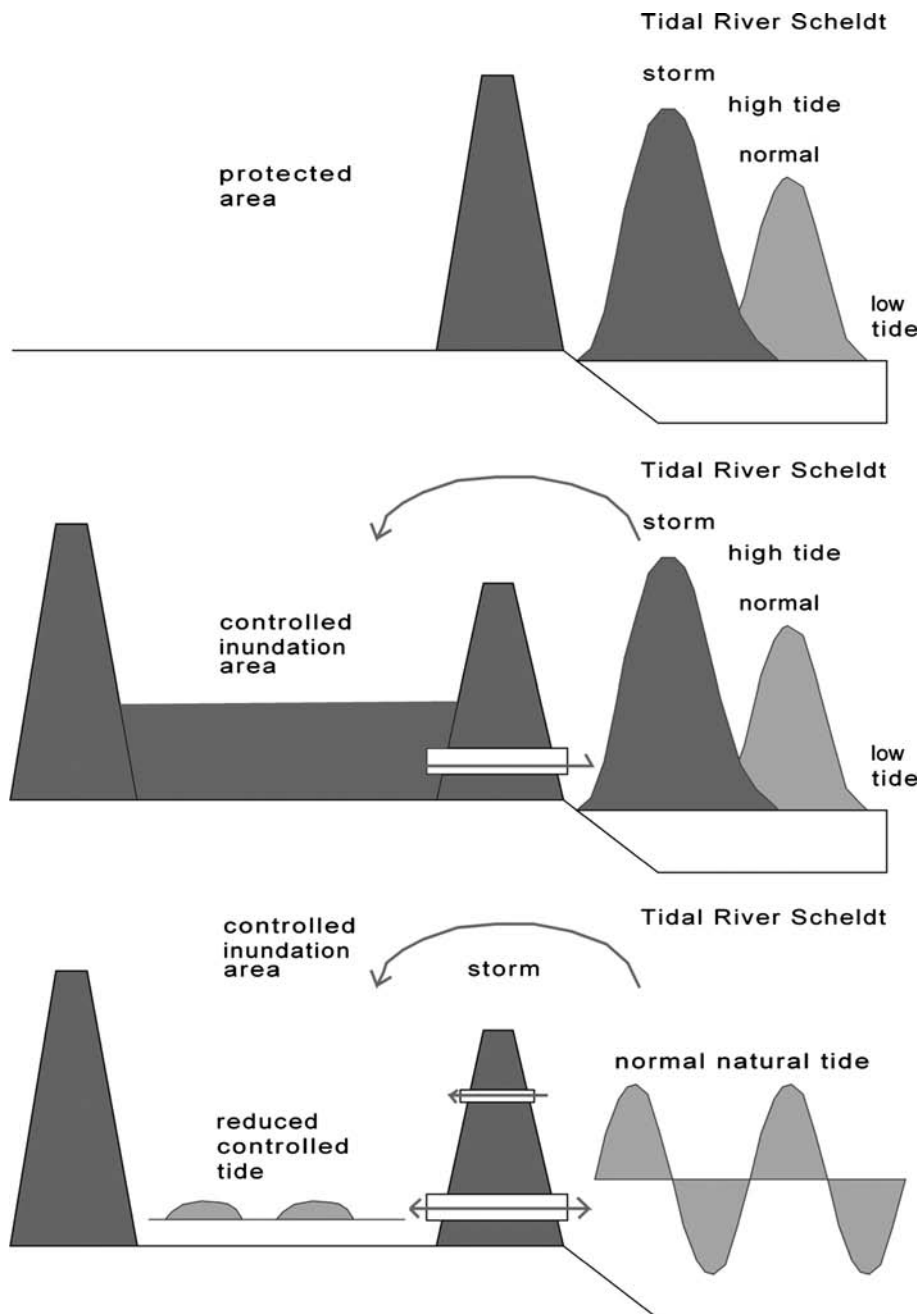 Tidal River Scheldt
storm
high tide
normal
protected
area
low
tide
Tidal River Scheldt
storm
high tide
normal
controlled
inundation
area
low
tide
Tidal River Scheldt
controlled
inundation
area
storm
normal natural tide
reduced
controlled
tide